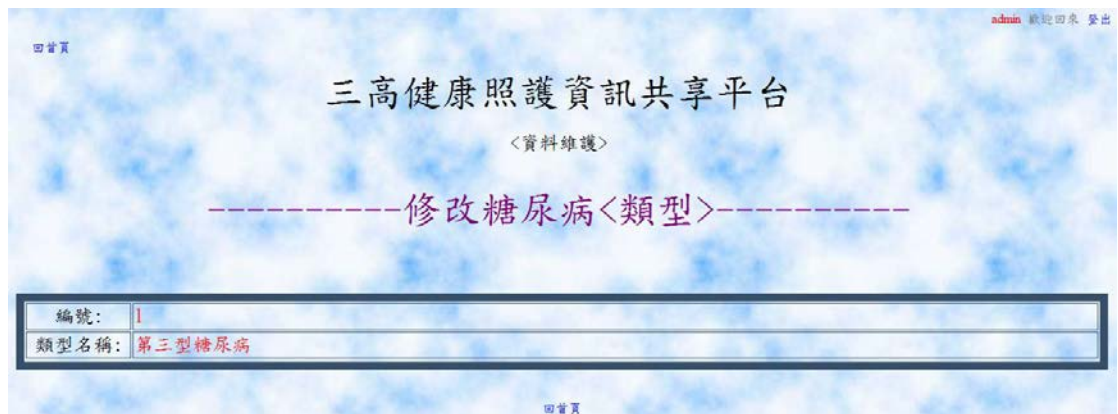 admin 歡迎回來 登出
回首頁
三高健康照護資訊共享平台
<資料維護>
----------修改糖尿病<類型>----------
編號: 1
類型名稱: 第三型糖尿病
回首頁